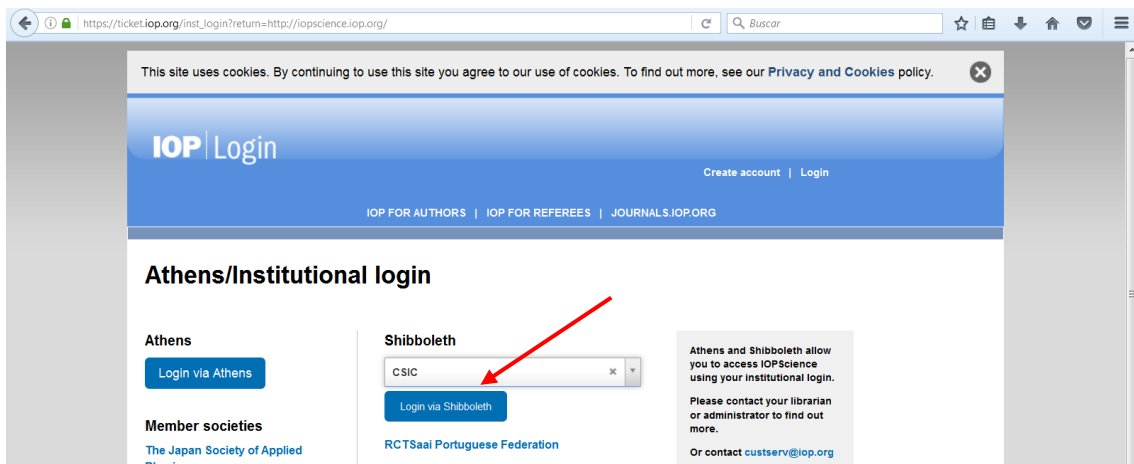 https://ticket.iop.org/inst_login?return=http://iopscience.iop.org/
Buscar
This site uses cookies. By continuing to use this site you agree to our use of cookies. To find out more, see our Privacy and Cookies policy.
IOP Login
Create account | Login
IOP FOR AUTHORS | IOP FOR REFEREES | JOURNALS.IOP.ORG
Athens/Institutional login
Athens
Login via Athens
Member societies
The Japan Society of Applied
Shibboleth
CSIC
Login via Shibboleth
RCTSaai Portuguese Federation
Athens and Shibboleth allow
you to access IOPScience
using your institutional login.
Please contact your librarian
or administrator to find out
more.
Or contact custserv@iop.org